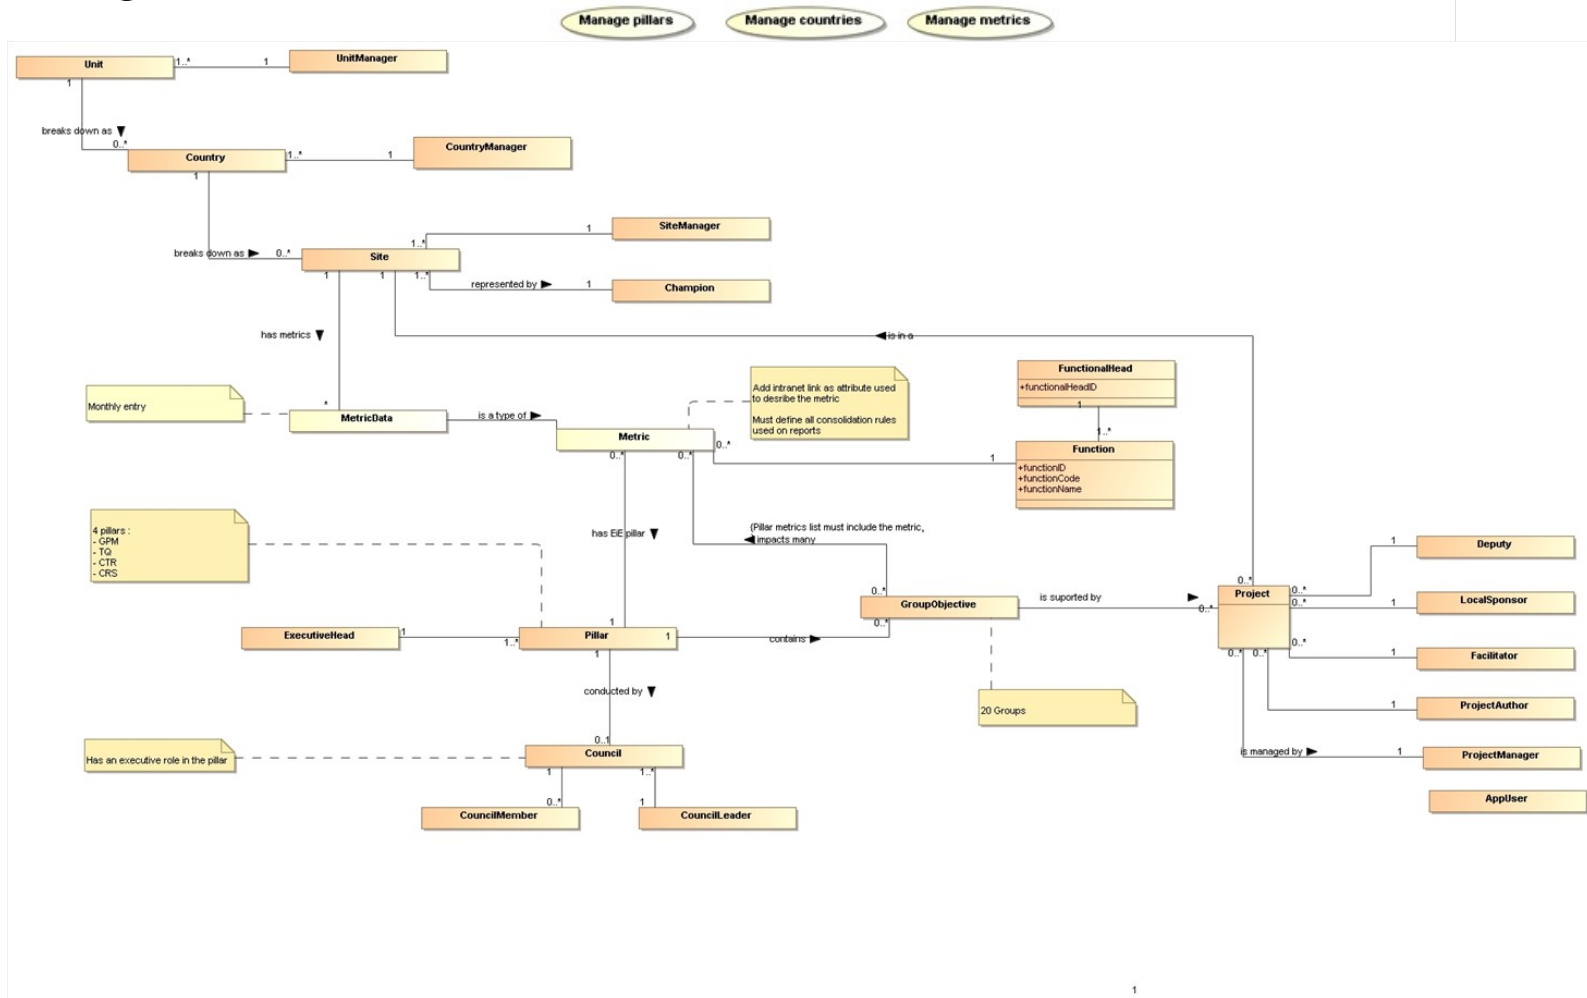 Manage pillars
Manage countries
Manage metrics
Unit
1..*
1
UnitManager
1
breaks down as
0..*
Country
1..*
1
CountryManager
1
breaks down as
0..*
Site
1..*
1
SiteManager
1
1
1..*
represented by
1
Champion
has metrics
is in a
Monthly entry
*
MetricData
is a type of
Add intranet link as attribute used
to desribe the metric
Must define all consolidation rules
used on reports
FunctionalHead
+functionalHeadID
1
1..*
Metric
0..*
0..*
0..*
1
Function
+functionID
+functionCode
+functionName
4 pillars :
- GPM
- TQ
- CTR
- CRS
has EiE pillar
(Pillar metrics list must include the metric,
impacts many
0..*
GroupObjective
0..*
is suported by
0..*
0..*
Project
0..*
0..*
0..*
0..*
0..*
1
Deputy
1
LocalSponsor
1
Facilitator
1
ProjectAuthor
is managed by
1
ProjectManager
AppUser
ExecutiveHead
1
1..*
1
Pillar
1
1
contains
20 Groups
conducted by
0..1
Has an executive role in the pillar
Council
1
1..*
0..*
1
CouncilMember
CouncilLeader
1